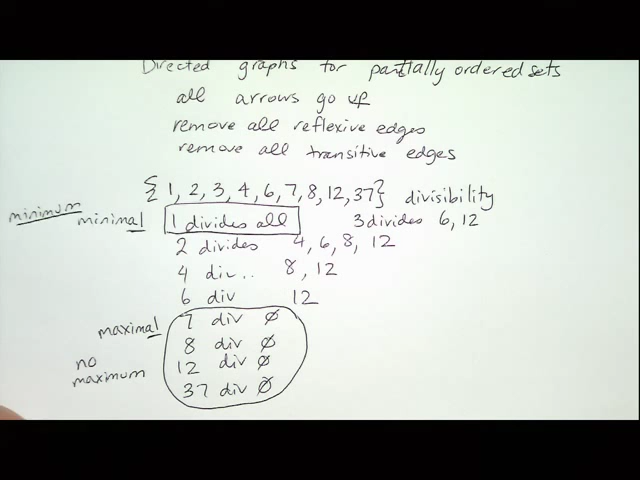 Directed graphs for partially ordered sets
all arrows go up
remove all reflexive edges
remove all transitive edges
{1, 2, 3, 4, 6, 7, 8, 12, 37} divisibility
minimum
minimal 1 divides all 3 divides 6, 12
2 divides 4, 6, 8, 12
4 div .. 8, 12
6 div 12
maximal 7 div ∅
8 div ∅
no maximum 12 div ∅
37 div ∅